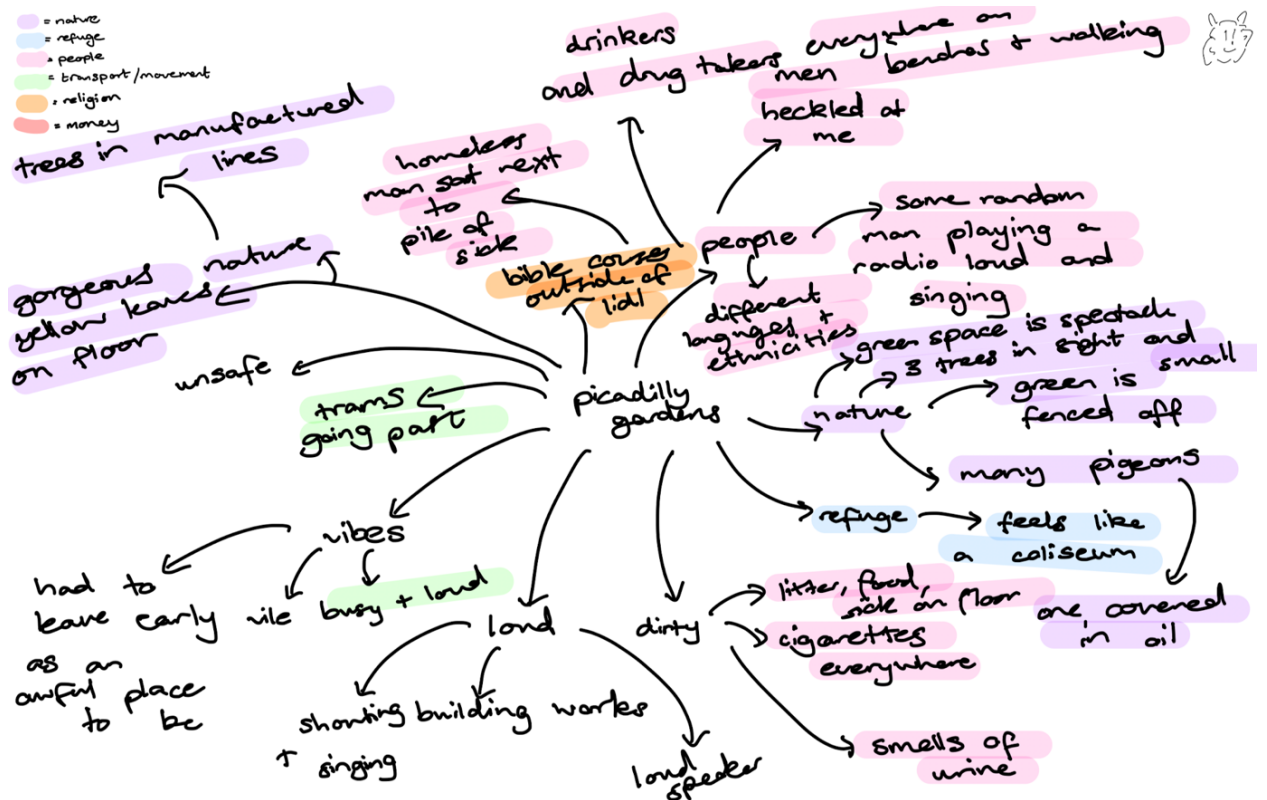 = nature
= refuge
= people
= transport/movement
= religion
= money
trees in manufactured
lines
gorgeous
yellow leaves
on floor
nature
unsafe
trams
going past
homeless
man sat next
to
pile of
sick
bible course
outside of
lidl
drinkers
and drug takers
everywhere on
benches + walking
men
heckled at
me
people
some random
man playing a
radio loud and
singing
different
languages +
ethnicities
picadilly
gardens
nature
green space is spectacle
3 trees in sight and
small
green is
fenced off
many pigeons
one covered
in oil
refuge
feels like
a coliseum
vibes
had to
leave early
as an
awful place
to be
vile
busy + loud
loud
shouting
+ singing
building works
loud
speaker
dirty
litter, food,
sick on floor
cigarettes
everywhere
smells of
urine